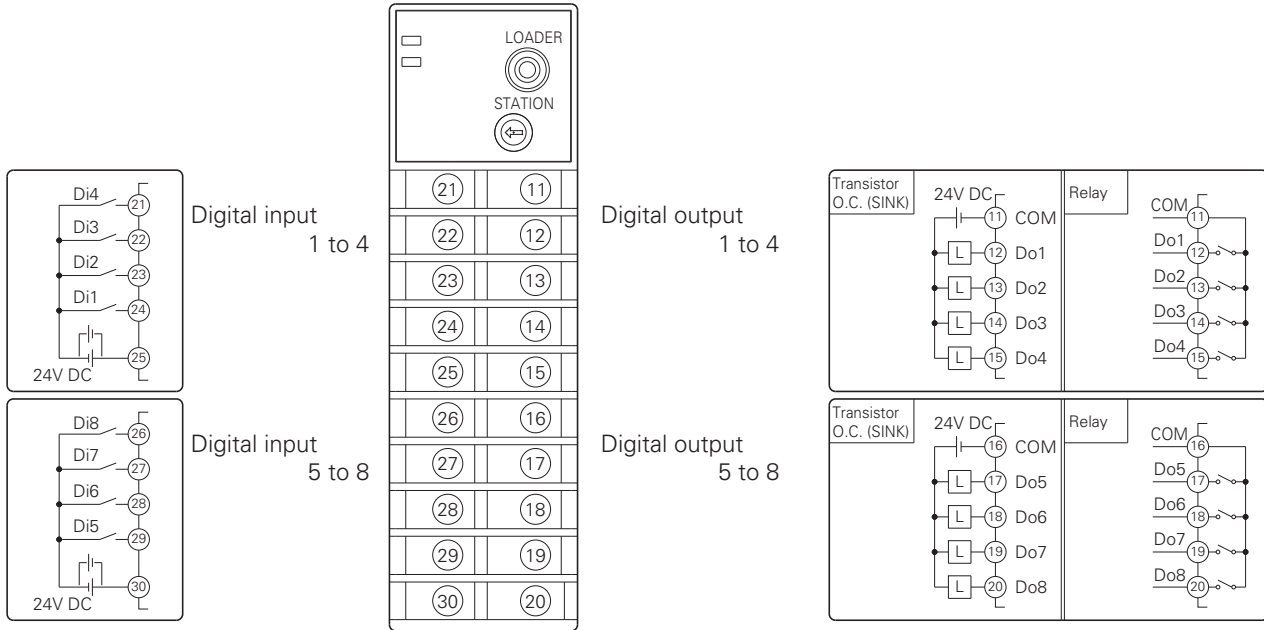 LOADER
STATION
21 11
22 12
23 13
24 14
25 15
26 16
27 17
28 18
29 19
30 20
Di4 21
Di3 22
Di2 23
Di1 24
25
24V DC
Digital input
1 to 4
Di8 26
Di7 27
Di6 28
Di5 29
30
24V DC
Digital input
5 to 8
Digital output
1 to 4
Transistor
O.C. (SINK)
24V DC
11 COM
L 12 Do1
L 13 Do2
L 14 Do3
L 15 Do4
Relay
COM 11
Do1 12
Do2 13
Do3 14
Do4 15
Digital output
5 to 8
Transistor
O.C. (SINK)
24V DC
16 COM
L 17 Do5
L 18 Do6
L 19 Do7
L 20 Do8
Relay
COM 16
Do5 17
Do6 18
Do7 19
Do8 20